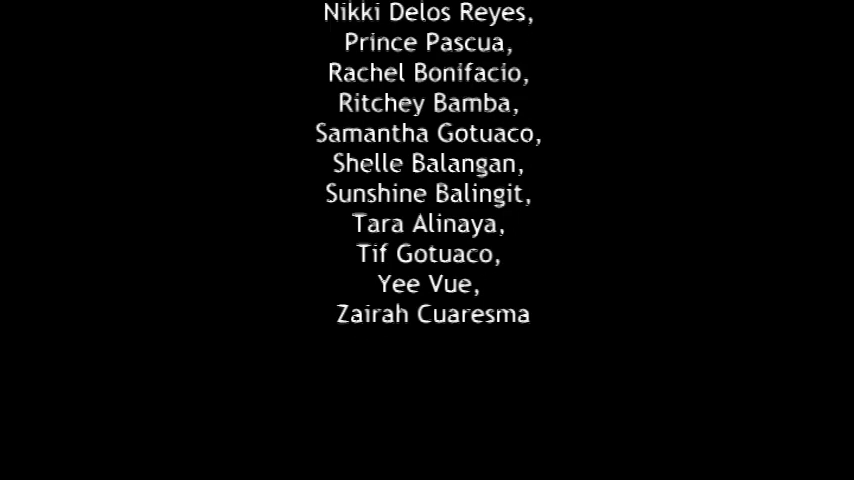 Nikki Delos Reyes,
Prince Pascua,
Rachel Bonifacio,
Ritchey Bamba,
Samantha Gotuaco,
Shelle Balangan,
Sunshine Balingit,
Tara Alinaya,
Tif Gotuaco,
Yee Vue,
Zairah Cuaresma